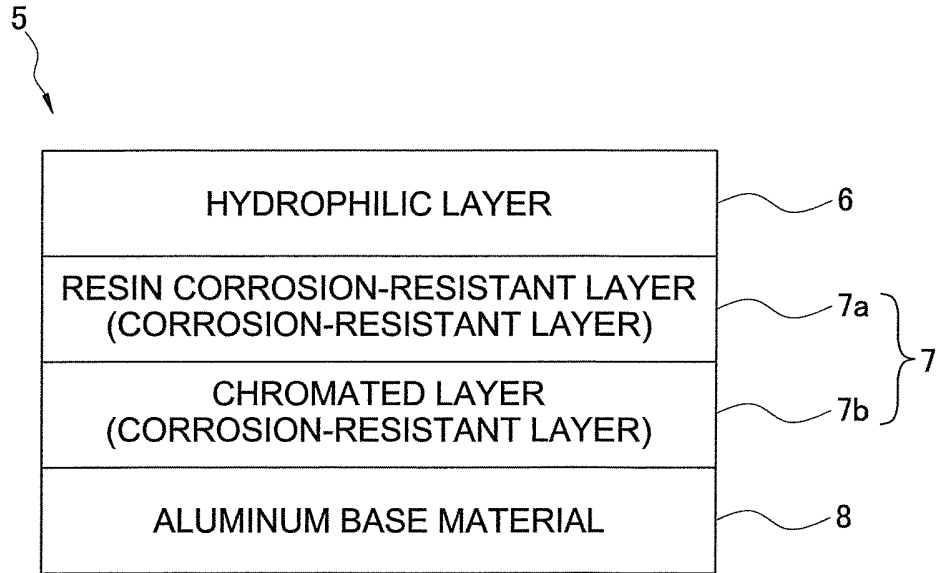 5
HYDROPHILIC LAYER
6
RESIN CORROSION-RESISTANT LAYER
(CORROSION-RESISTANT LAYER)
7a
7
CHROMATED LAYER
(CORROSION-RESISTANT LAYER)
7b
ALUMINUM BASE MATERIAL
8